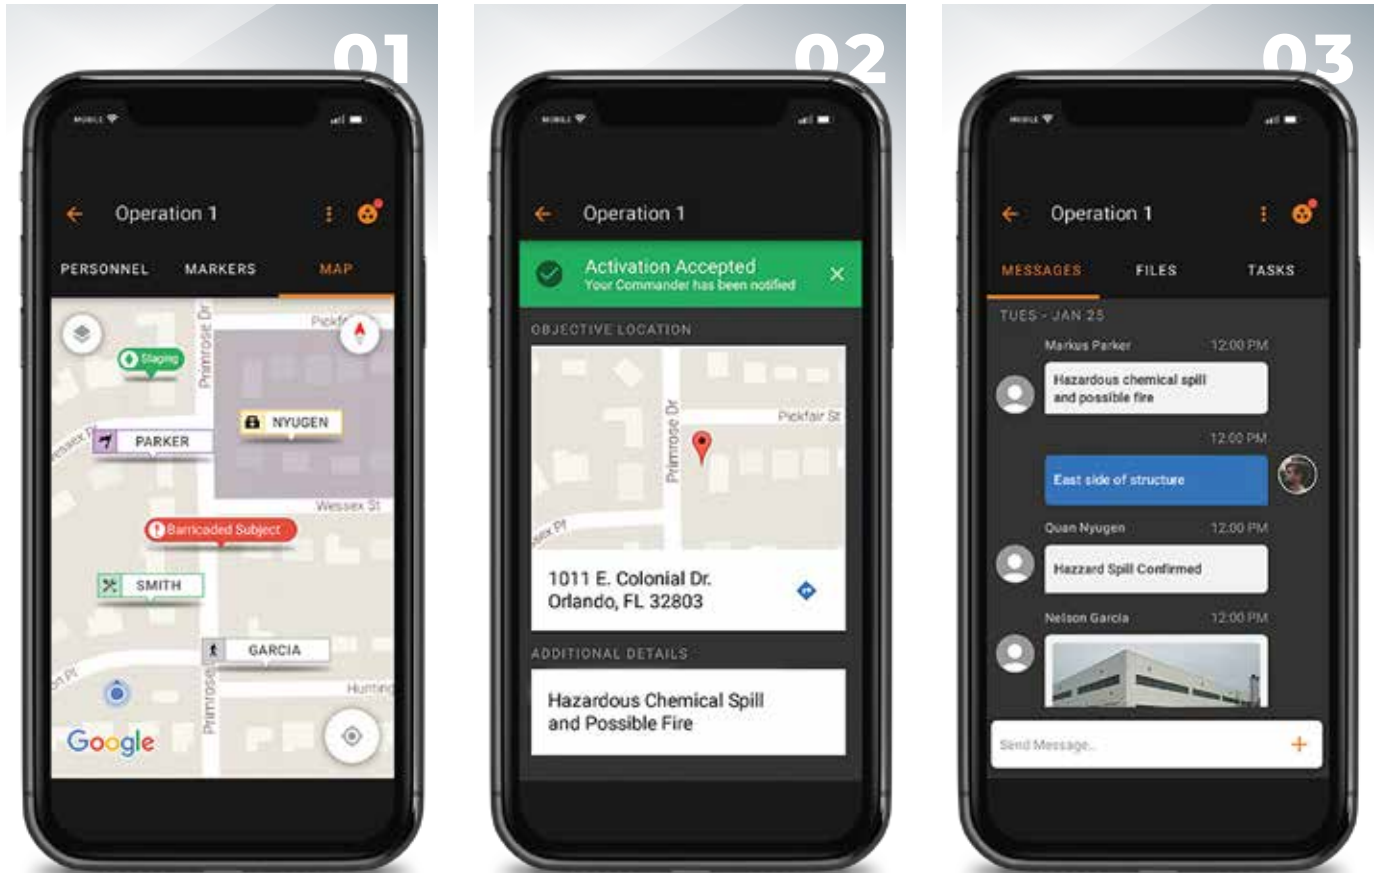 01
MOBILE
Operation 1
PERSONNEL MARKERS MAP
Primrose Dr
Staging
NYUGEN
PARKER
Wessex St
Barricaded Subject
SMITH
GARCIA
Hunting
Primrose
Google
02
MOBILE
Operation 1
Activation Accepted
Your Commander has been notified
OBJECTIVE LOCATION
Primrose Dr
Pickfair St
1011 E. Colonial Dr.
Orlando, FL 32803
ADDITIONAL DETAILS
Hazardous Chemical Spill
and Possible Fire
03
MOBILE
Operation 1
MESSAGES FILES TASKS
TUES - JAN 25
Markus Parker 12:00 PM
Hazardous chemical spill
and possible fire
12:00 PM
East side of structure
Quan Nyugen 12:00 PM
Hazzard Spill Confirmed
Nelson Garcia 12:00 PM
Send Message..